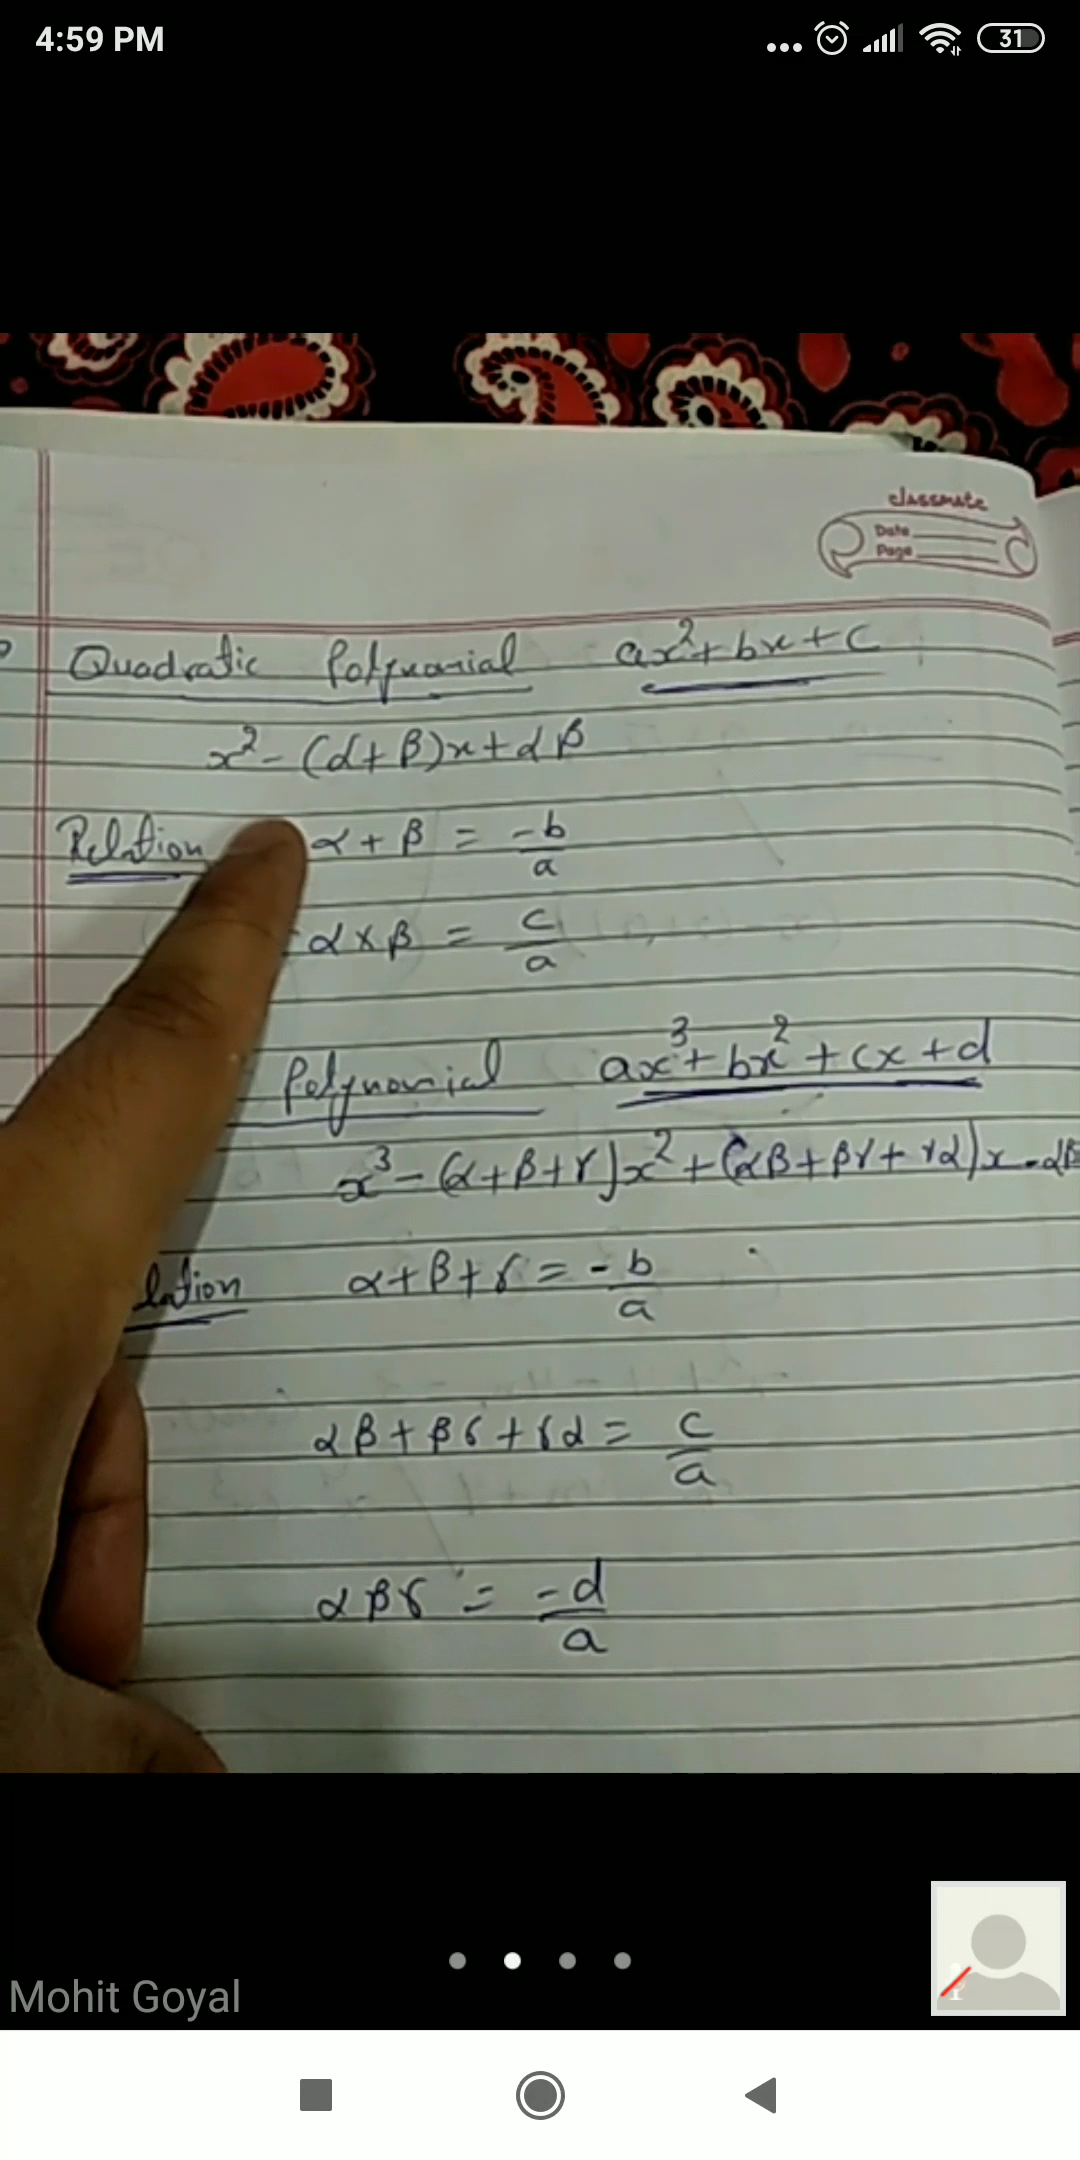 4:59 PM
31
classmate
Date
Page
Quadratic Polynomial ax²+bx+c
x² - (α+β)x+αβ
Relation α + β = -b/a
α×β = c/a
Polynomial ax³+bx²+cx+d
x³ - (α+β+γ)x²+(αβ+βγ+γα)x - αβ
lation α+β+γ = -b/a
αβ+βγ+γα = c/a
αβγ = -d/a
Mohit Goyal